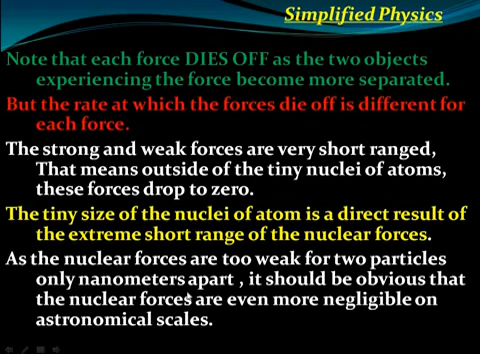 Simplified Physics
Note that each force DIES OFF as the two objects
experiencing the force become more separated.
But the rate at which the forces die off is different for
each force.
The strong and weak forces are very short ranged,
That means outside of the tiny nuclei of atoms,
these forces drop to zero.
The tiny size of the nuclei of atom is a direct result of
the extreme short range of the nuclear forces.
As the nuclear forces are too weak for two particles
only nanometers apart , it should be obvious that
the nuclear forces are even more negligible on
astronomical scales.